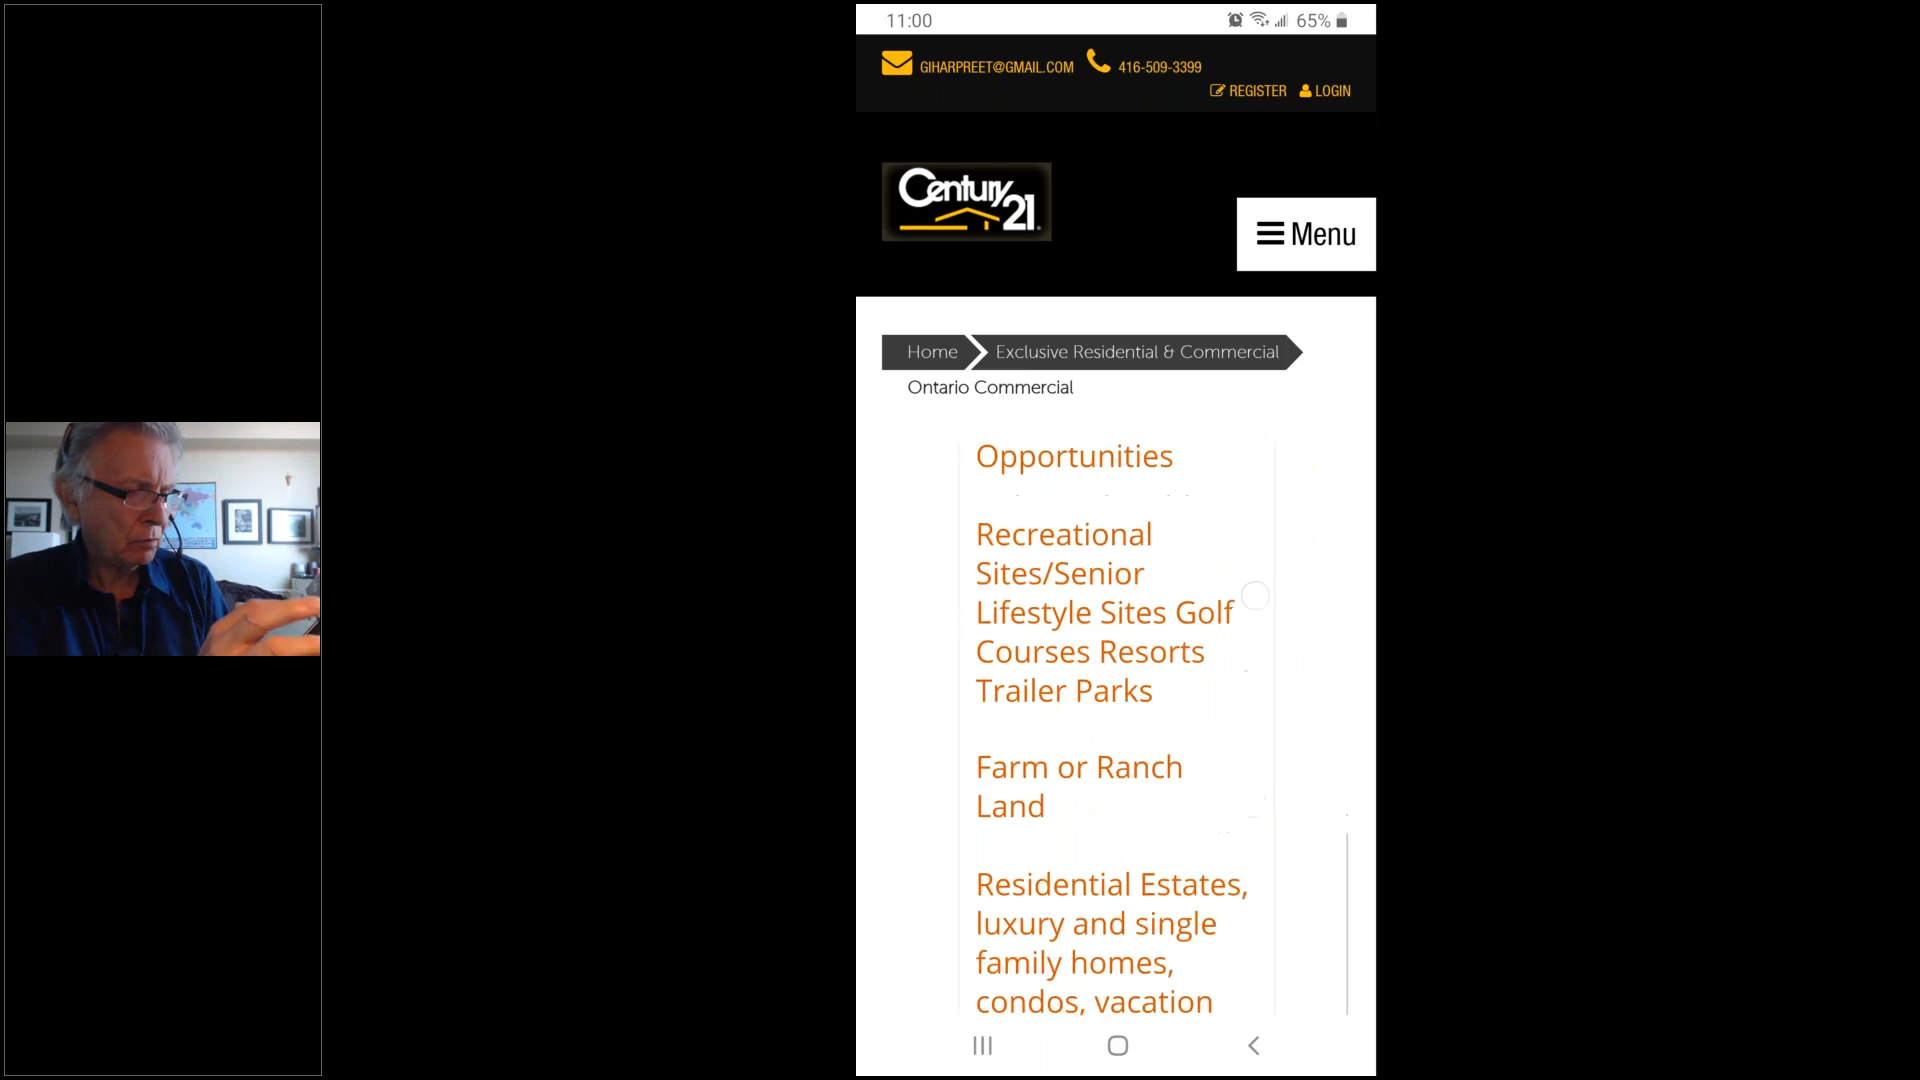 11:00
65%
GIHARPREET@GMAIL.COM 416-509-3399
REGISTER LOGIN
Century 21
Menu
Home Exclusive Residential & Commercial
Ontario Commercial
Opportunities
Recreational
Sites/Senior
Lifestyle Sites Golf
Courses Resorts
Trailer Parks
Farm or Ranch
Land
Residential Estates,
luxury and single
family homes,
condos, vacation